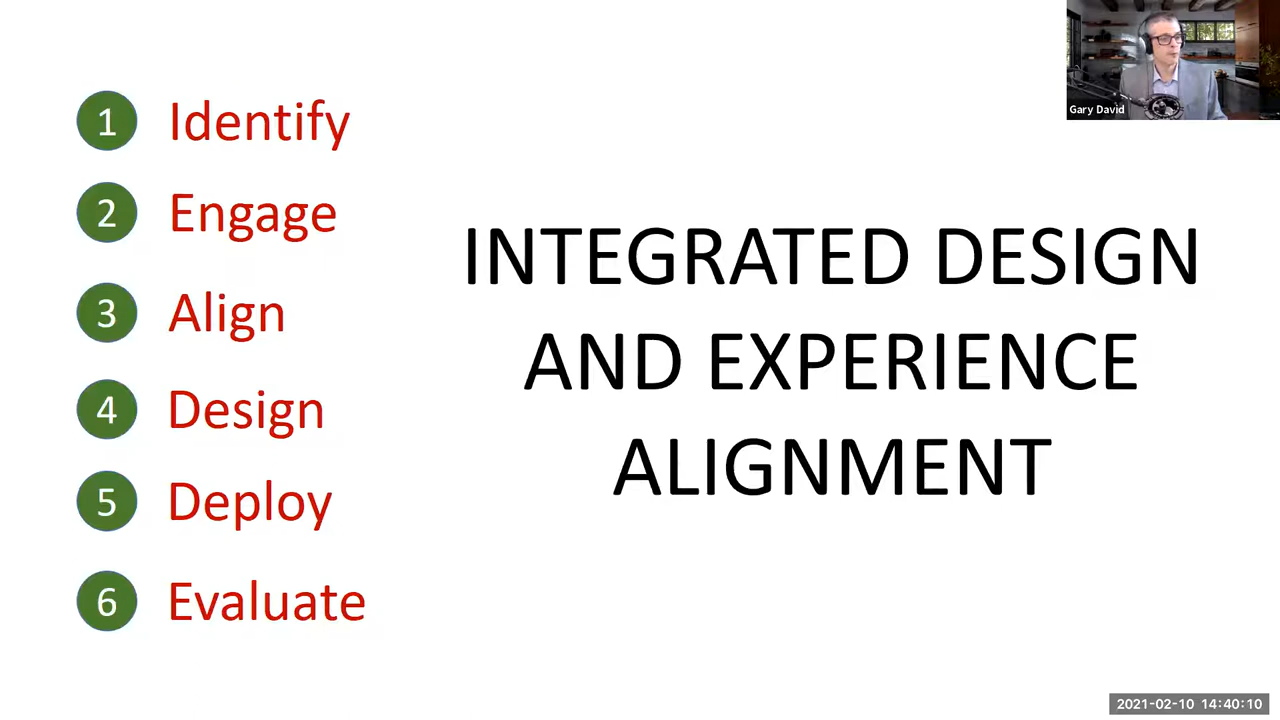 Gary David
1 Identify
2 Engage
3 Align
4 Design
5 Deploy
6 Evaluate
INTEGRATED DESIGN
AND EXPERIENCE
ALIGNMENT
2021-02-10 14:40:10